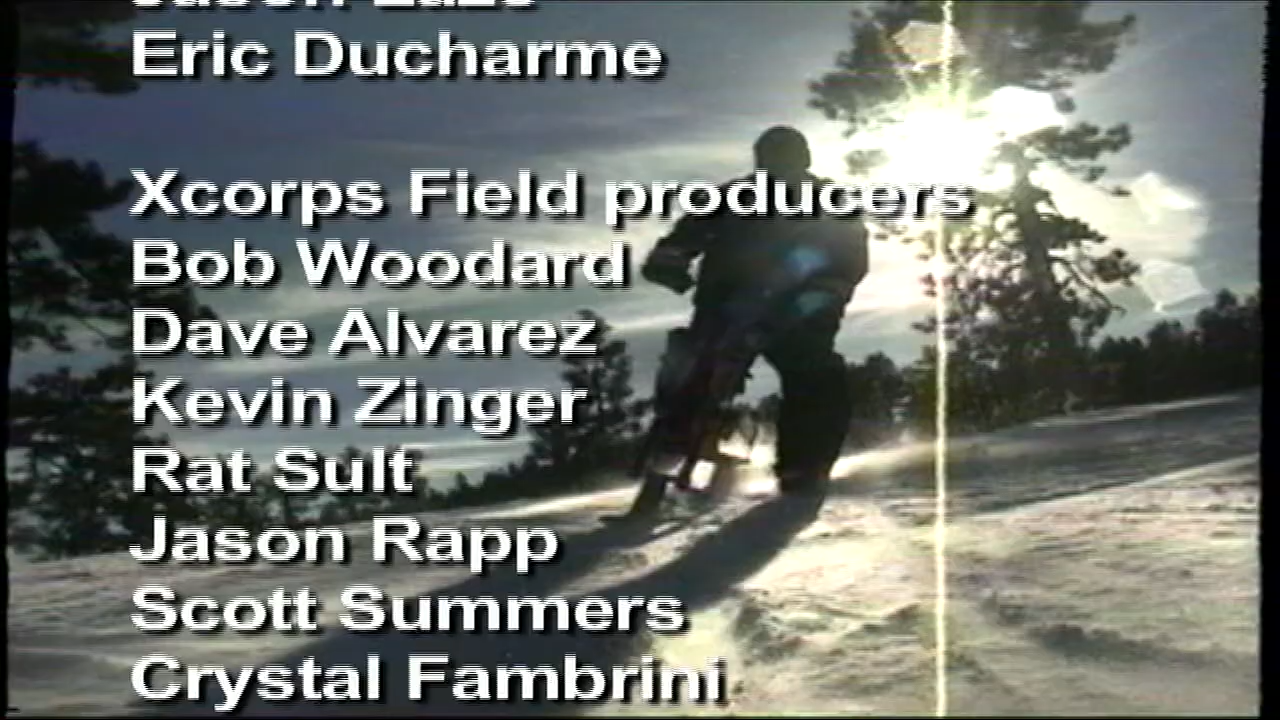 Eric Ducharme
Xcorps Field producers
Bob Woodard
Dave Alvarez
Kevin Zinger
Rat Sult
Jason Rapp
Scott Summers
Crystal Fambrini